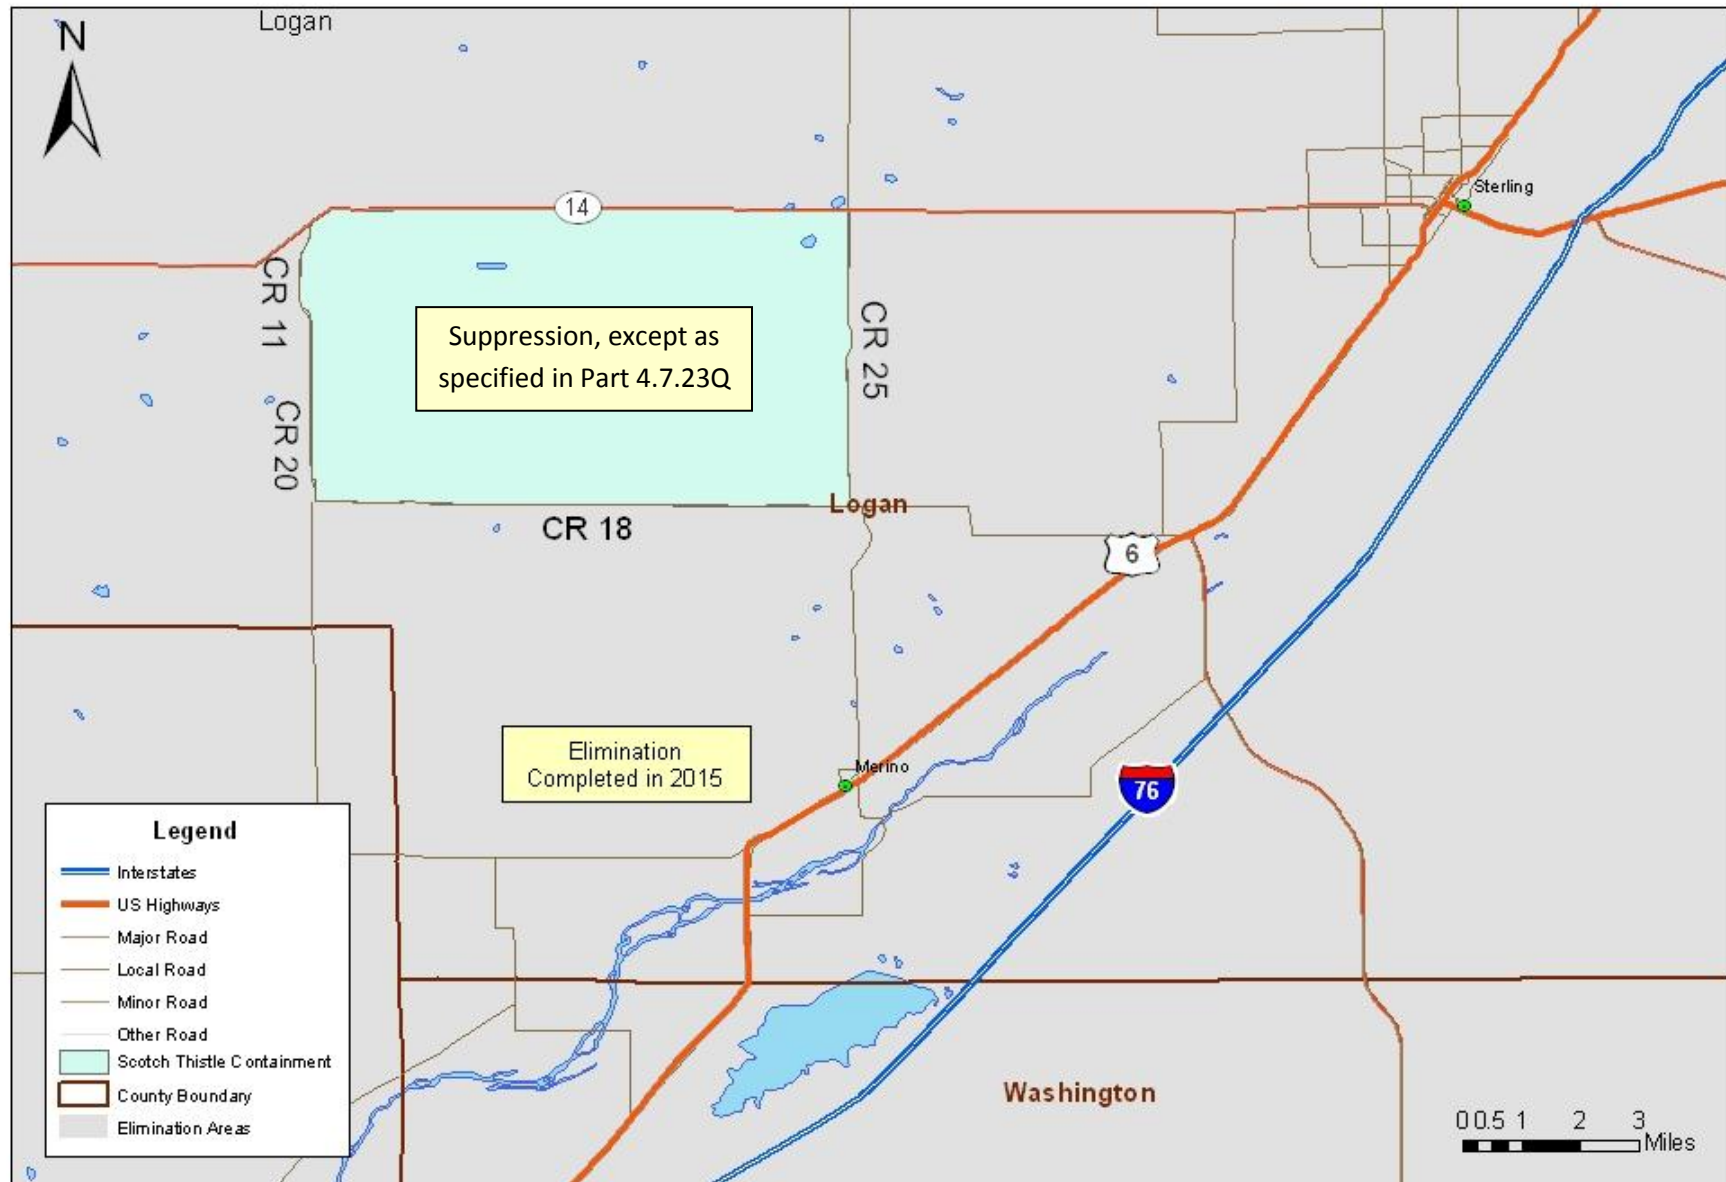 Logan
N
14
Sterling
CR 11
CR 25
Suppression, except as
specified in Part 4.7.23Q
CR 20
Logan
CR 18
6
Elimination
Completed in 2015
Merino
76
Legend
Interstates
US Highways
Major Road
Local Road
Minor Road
Other Road
Scotch Thistle Containment
County Boundary
Elimination Areas
Washington
0 0.5 1 2 3
Miles